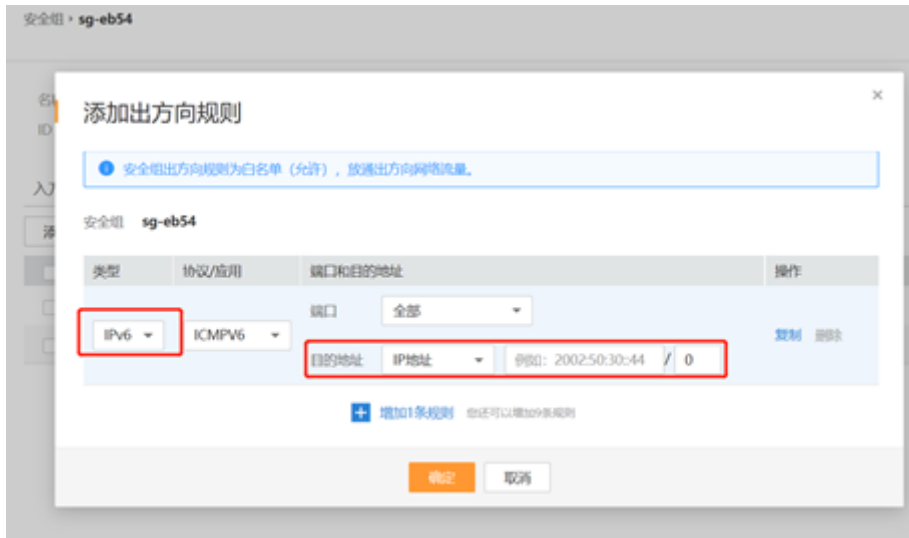 安全组 › sg-eb54
名
ID
添加出方向规则
×
安全组出方向规则为白名单（允许），放通出方向网络流量。
入方
添
安全组 sg-eb54
类型 协议/应用 端口和目的地址 操作
端口 全部
IPv6 ICMPV6 复制 删除
目的地址 IP地址 例如：2002:50:30::44 / 0
增加1条规则 您还可以增加9条规则
确定 取消